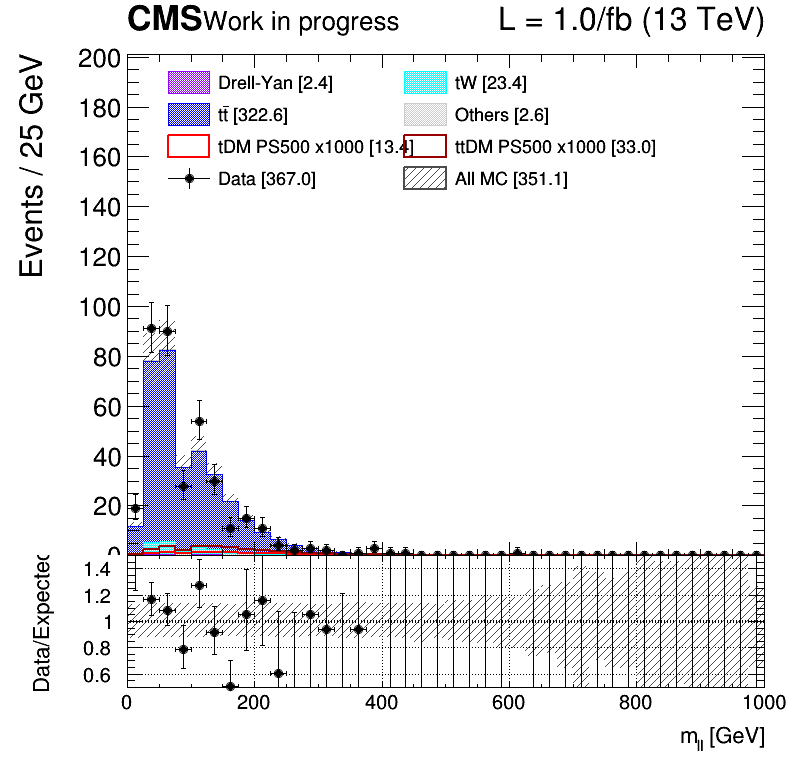 CMS Work in progress L = 1.0/fb (13 TeV)
Events / 25 GeV
200
180
160
140
120
100
80
60
40
20
0
Drell-Yan [2.4] tW [23.4]
tt̄ [322.6] Others [2.6]
tDM PS500 x1000 [13.4] ttDM PS500 x1000 [33.0]
Data [367.0] All MC [351.1]
Data/Expected
1.4
1.2
1
0.8
0.6
0 200 400 600 800 1000
m_ll [GeV]